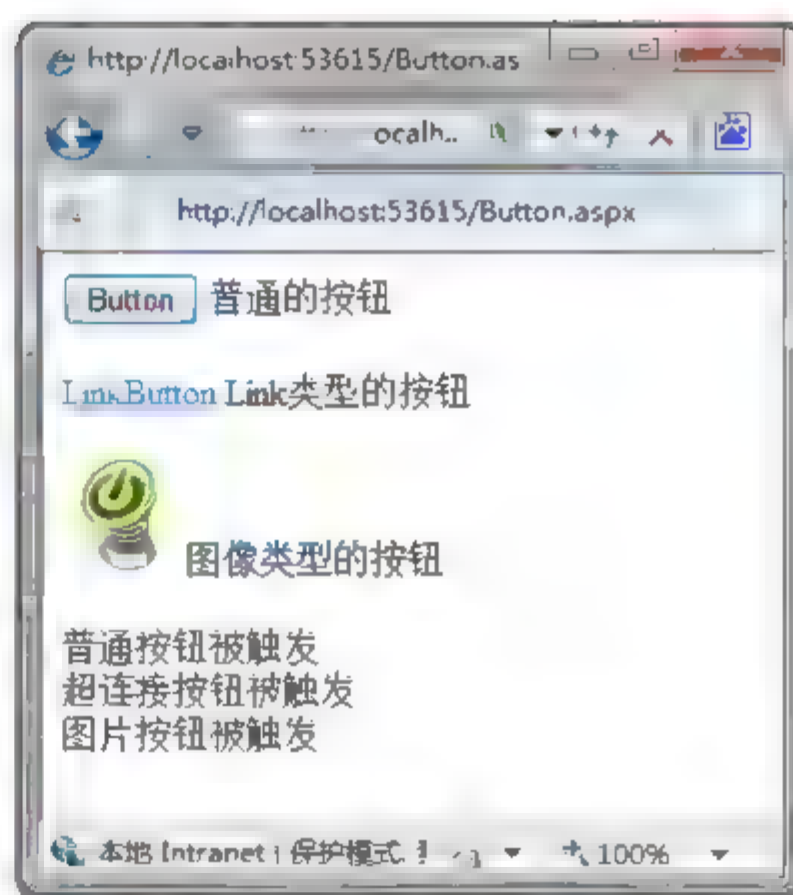 http://localhost:53615/Button.as
ocalh..
http://localhost:53615/Button.aspx
Button 普通的按钮
LinkButton Link类型的按钮
图像类型的按钮
普通按钮被触发
超连接按钮被触发
图片按钮被触发
本地 Intranet | 保护模式: 100%